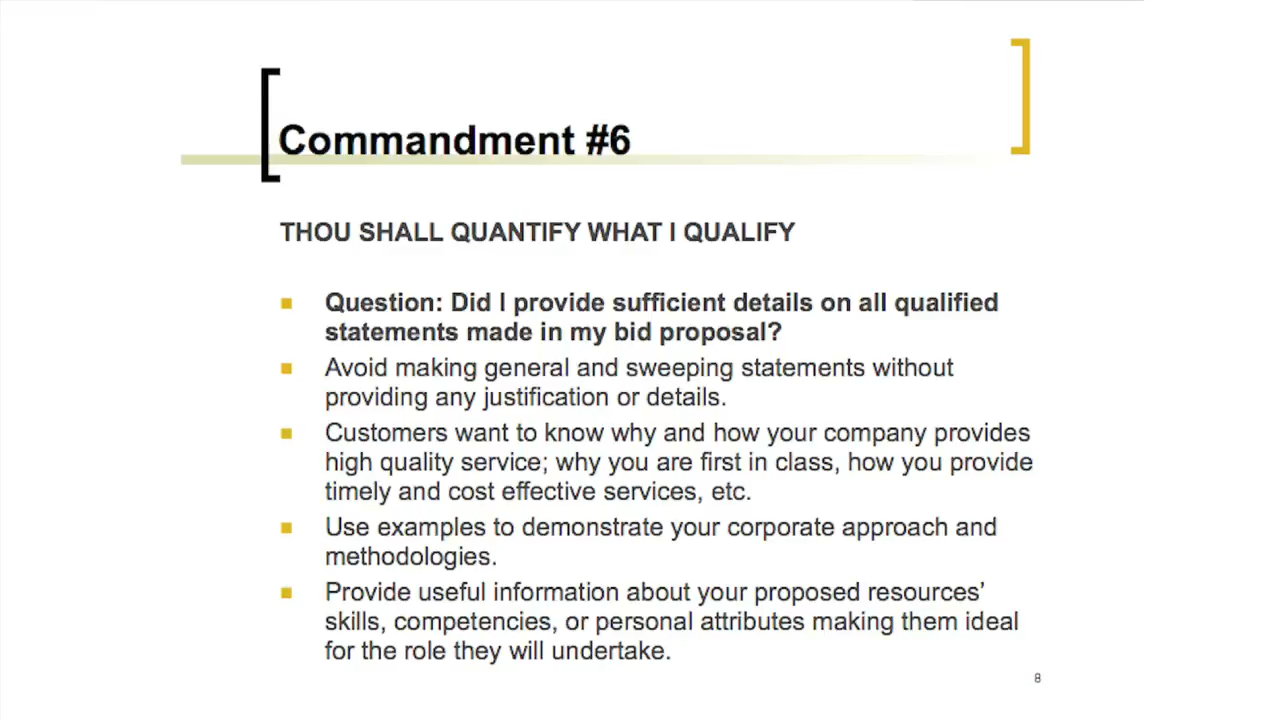 Commandment #6
THOU SHALL QUANTIFY WHAT I QUALIFY
Question: Did I provide sufficient details on all qualified
statements made in my bid proposal?
Avoid making general and sweeping statements without
providing any justification or details.
Customers want to know why and how your company provides
high quality service; why you are first in class, how you provide
timely and cost effective services, etc.
Use examples to demonstrate your corporate approach and
methodologies.
Provide useful information about your proposed resources’
skills, competencies, or personal attributes making them ideal
for the role they will undertake.
8